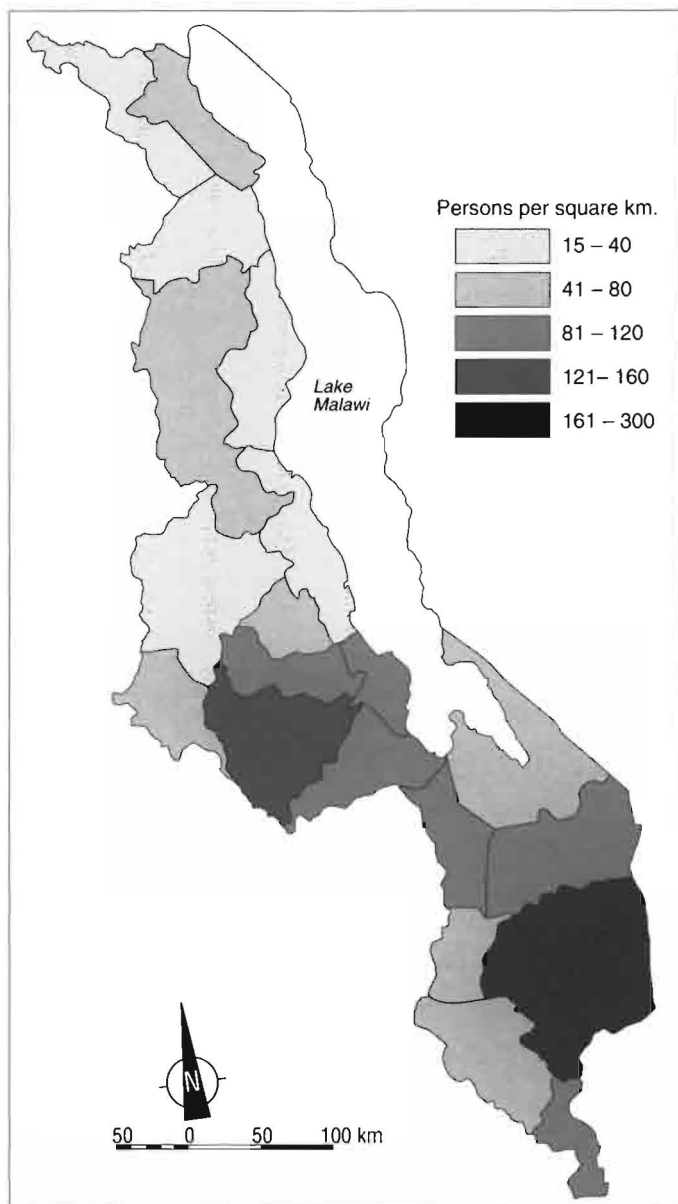 Persons per square km.
15 – 40
41 – 80
81 – 120
121– 160
161 – 300
Lake
Malawi
N
50 0 50 100 km